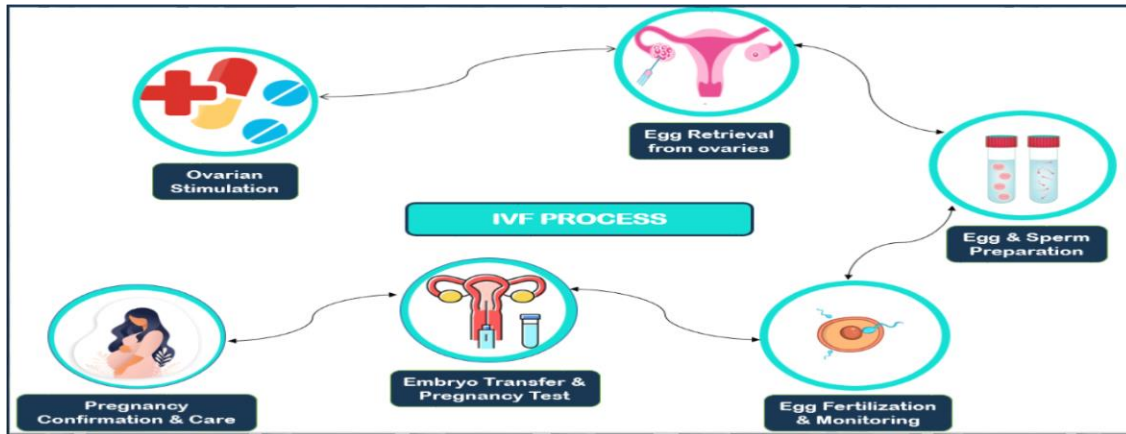 Egg Retrieval
from ovaries
Ovarian
Stimulation
IVF PROCESS
Egg & Sperm
Preparation
Embryo Transfer &
Pregnancy Test
Pregnancy
Confirmation & Care
Egg Fertilization
& Monitoring